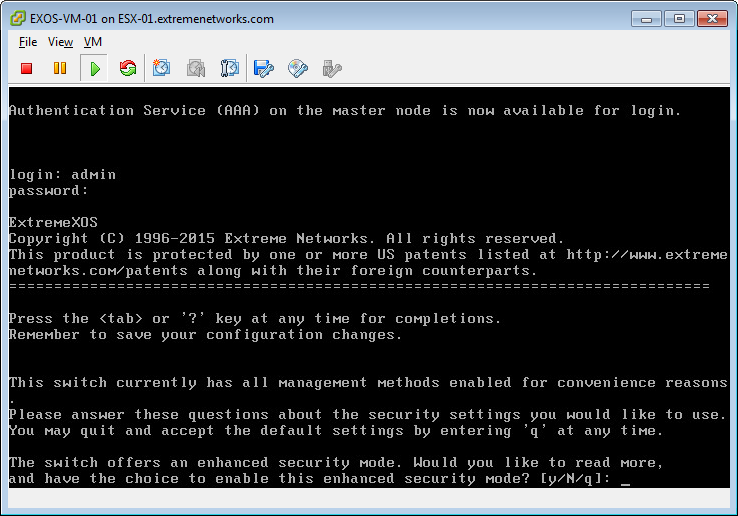 EXOS-VM-01 on ESX-01.extremenetworks.com
File View VM
Authentication Service (AAA) on the master node is now available for login.
login: admin
password:
ExtremeXOS
Copyright (C) 1996-2015 Extreme Networks. All rights reserved.
This product is protected by one or more US patents listed at http://www.extreme
networks.com/patents along with their foreign counterparts.
==============================================================================
Press the <tab> or '?' key at any time for completions.
Remember to save your configuration changes.
This switch currently has all management methods enabled for convenience reasons
.
Please answer these questions about the security settings you would like to use.
You may quit and accept the default settings by entering 'q' at any time.
The switch offers an enhanced security mode. Would you like to read more,
and have the choice to enable this enhanced security mode? [y/N/q]: _